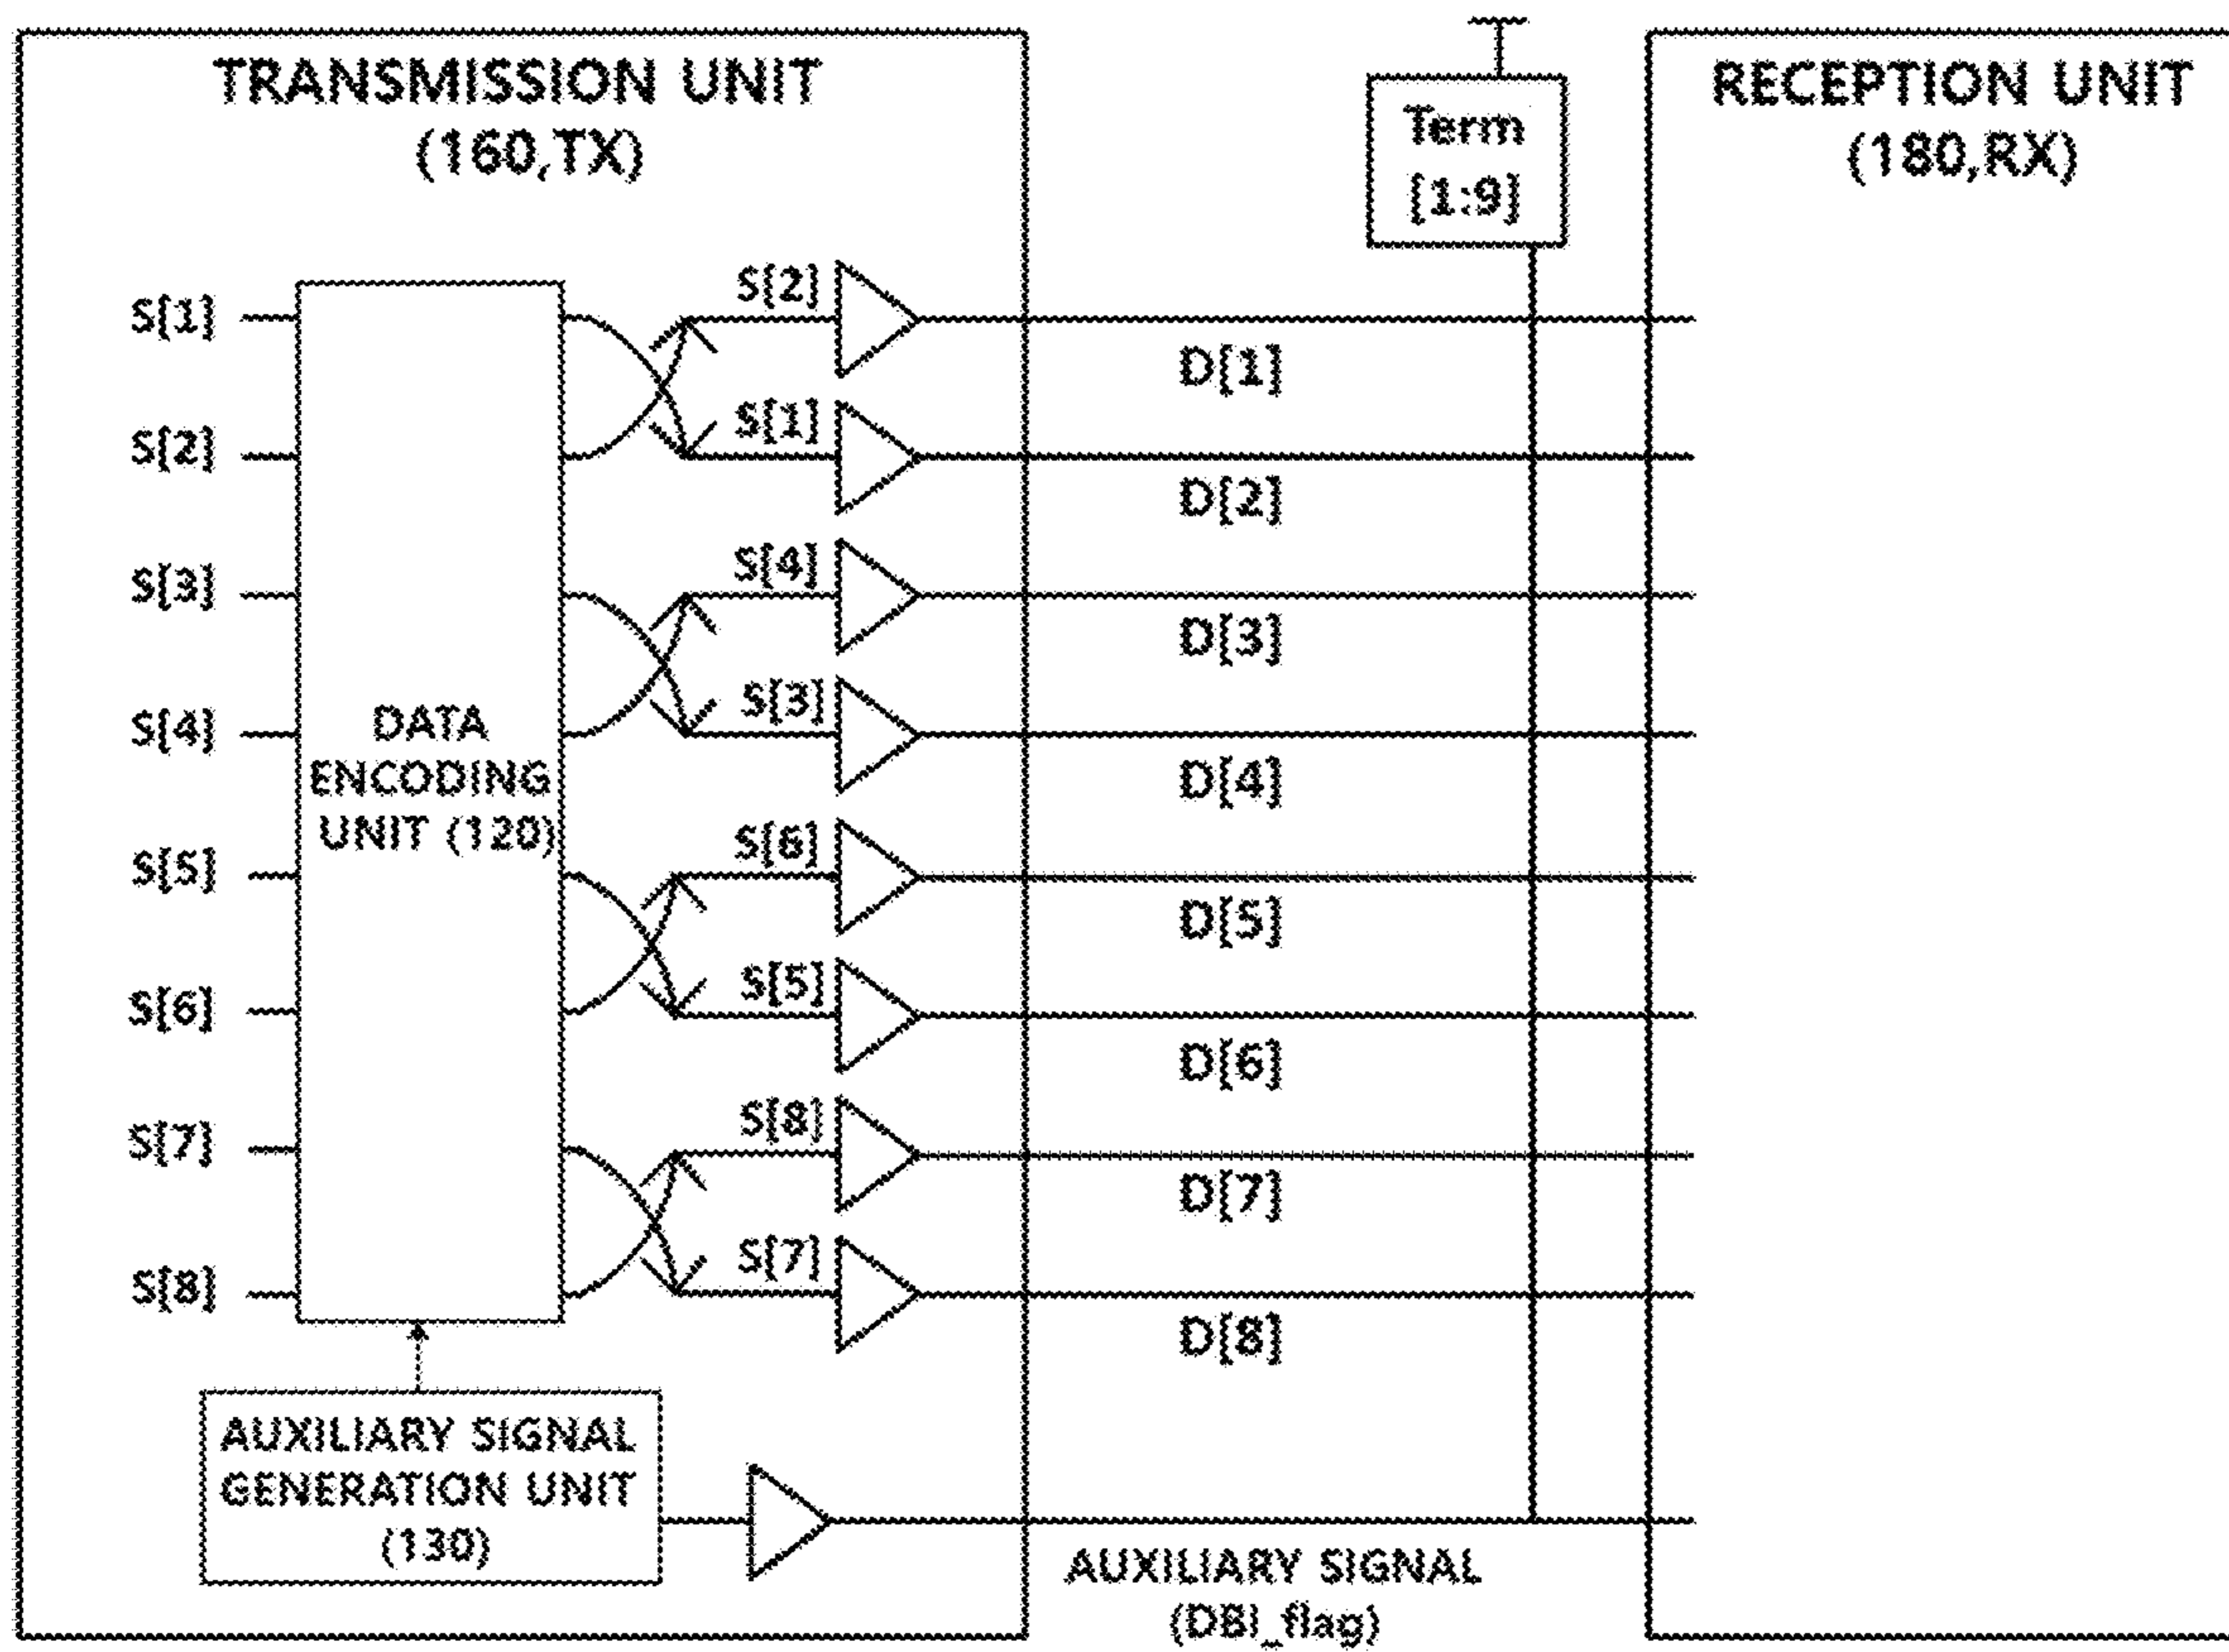 TRANSMISSION UNIT
(160,TX)
Term
[1:9]
RECEPTION UNIT
(180,RX)
S[1]
S[2]
S[3]
S[4]
S[5]
S[6]
S[7]
S[8]
DATA
ENCODING
UNIT (120)
S[2]
S[1]
S[4]
S[3]
S[6]
S[5]
S[8]
S[7]
D[1]
D[2]
D[3]
D[4]
D[5]
D[6]
D[7]
D[8]
AUXILIARY SIGNAL
GENERATION UNIT
(130)
AUXILIARY SIGNAL
(DBI_flag)